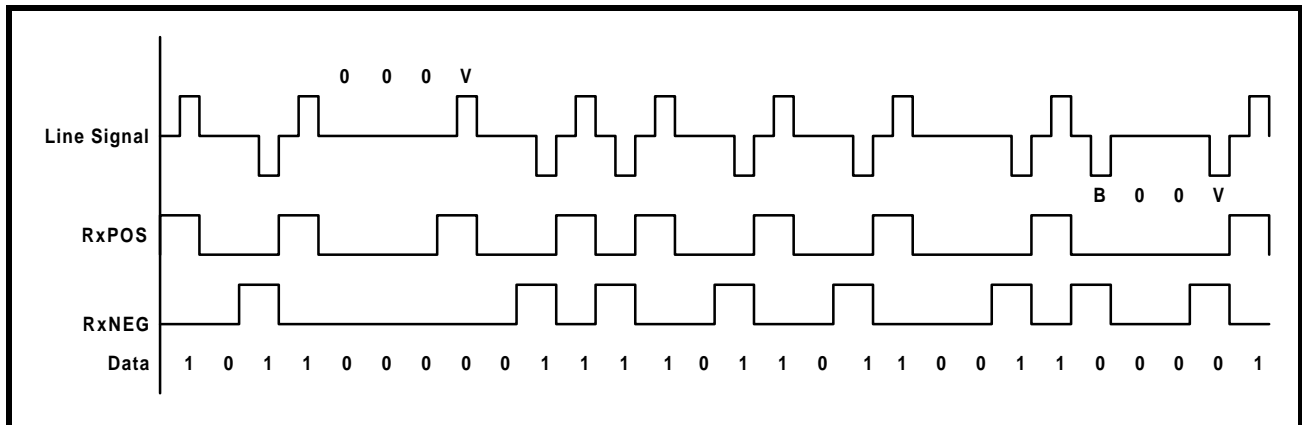 0 0 0 V
Line Signal
B 0 0 V
RxPOS
RxNEG
Data 1 0 1 1 0 0 0 0 0 1 1 1 1 0 1 1 0 1 1 0 0 1 1 0 0 0 0 1